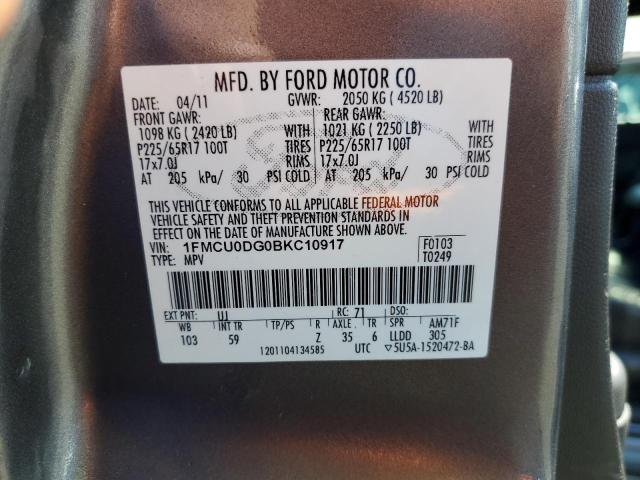 MFD. BY FORD MOTOR CO.
DATE: 04/11 GVWR: 2050 KG ( 4520 LB)
FRONT GAWR: REAR GAWR:
1098 KG ( 2420 LB) WITH 1021 KG ( 2250 LB) WITH
P225/65R17 100T TIRES P225/65R17 100T TIRES
17x7.0J RIMS 17x7.0J RIMS
AT 205 kPa/ 30 PSI COLD AT 205 kPa/ 30 PSI COLD
THIS VEHICLE CONFORMS TO ALL APPLICABLE FEDERAL MOTOR
VEHICLE SAFETY AND THEFT PREVENTION STANDARDS IN EFFECT
ON THE DATE OF MANUFACTURE SHOWN ABOVE.
VIN: 1FMCU0DG0BKC10917 F0103
TYPE: MPV T0249
EXT PNT: UJ RC: 71 DSO:
WB INT TR TP/PS R AXLE TR SPR AM71F
103 59 Z 35 6 LLDD 305
1201104134585 UTC ▽5U5A-1520472-BA
Ford